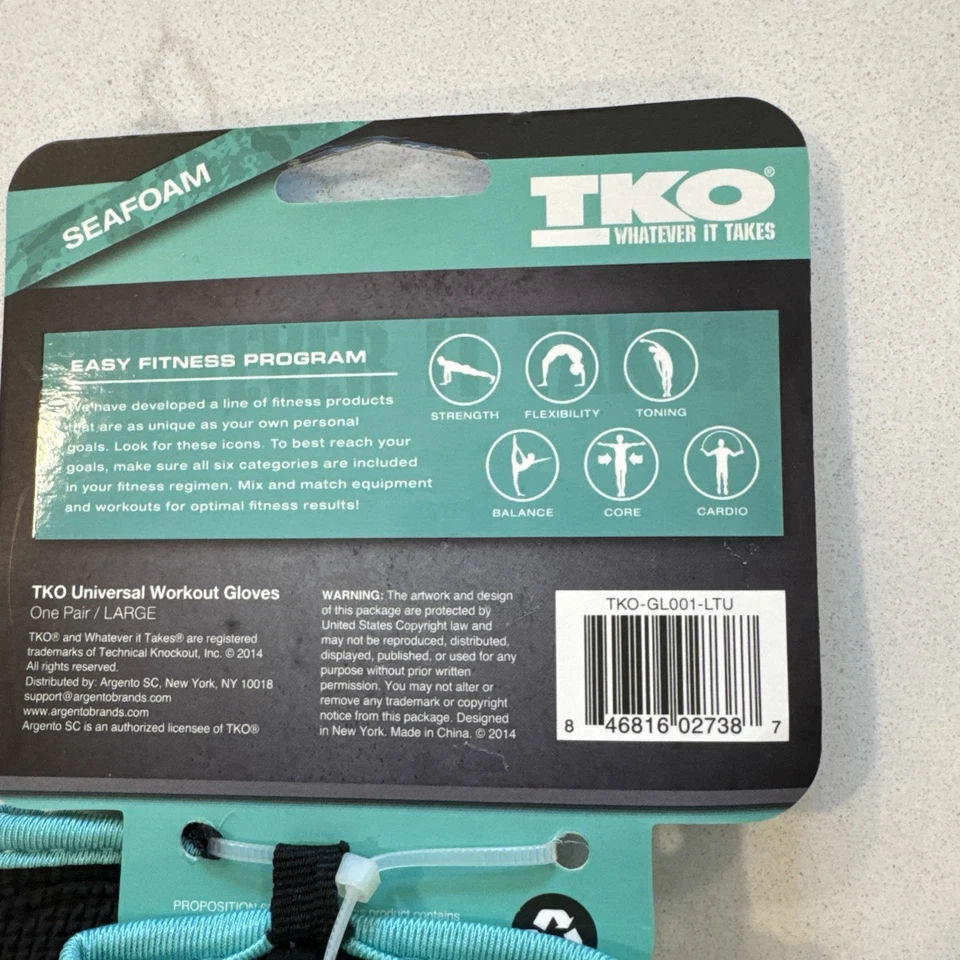 SEAFOAM
TKO®
WHATEVER IT TAKES
EASY FITNESS PROGRAM
We have developed a line of fitness products
that are as unique as your own personal
goals. Look for these icons. To best reach your
goals, make sure all six categories are included
in your fitness regimen. Mix and match equipment
and workouts for optimal fitness results!
STRENGTH
FLEXIBILITY
TONING
BALANCE
CORE
CARDIO
TKO Universal Workout Gloves
One Pair / LARGE
TKO® and Whatever it Takes® are registered
trademarks of Technical Knockout, Inc. © 2014
All rights reserved.
Distributed by: Argento SC, New York, NY 10018
support@argentobrands.com
www.argentobrands.com
Argento SC is an authorized licensee of TKO®
WARNING: The artwork and design
of this package are protected by
United States Copyright law and
may not be reproduced, distributed,
displayed, published, or used for any
purpose without prior written
permission. You may not alter or
remove any trademark or copyright
notice from this package. Designed
in New York. Made in China. © 2014
TKO-GL001-LTU
8 46816 02738 7
PROPOSITION
product contains